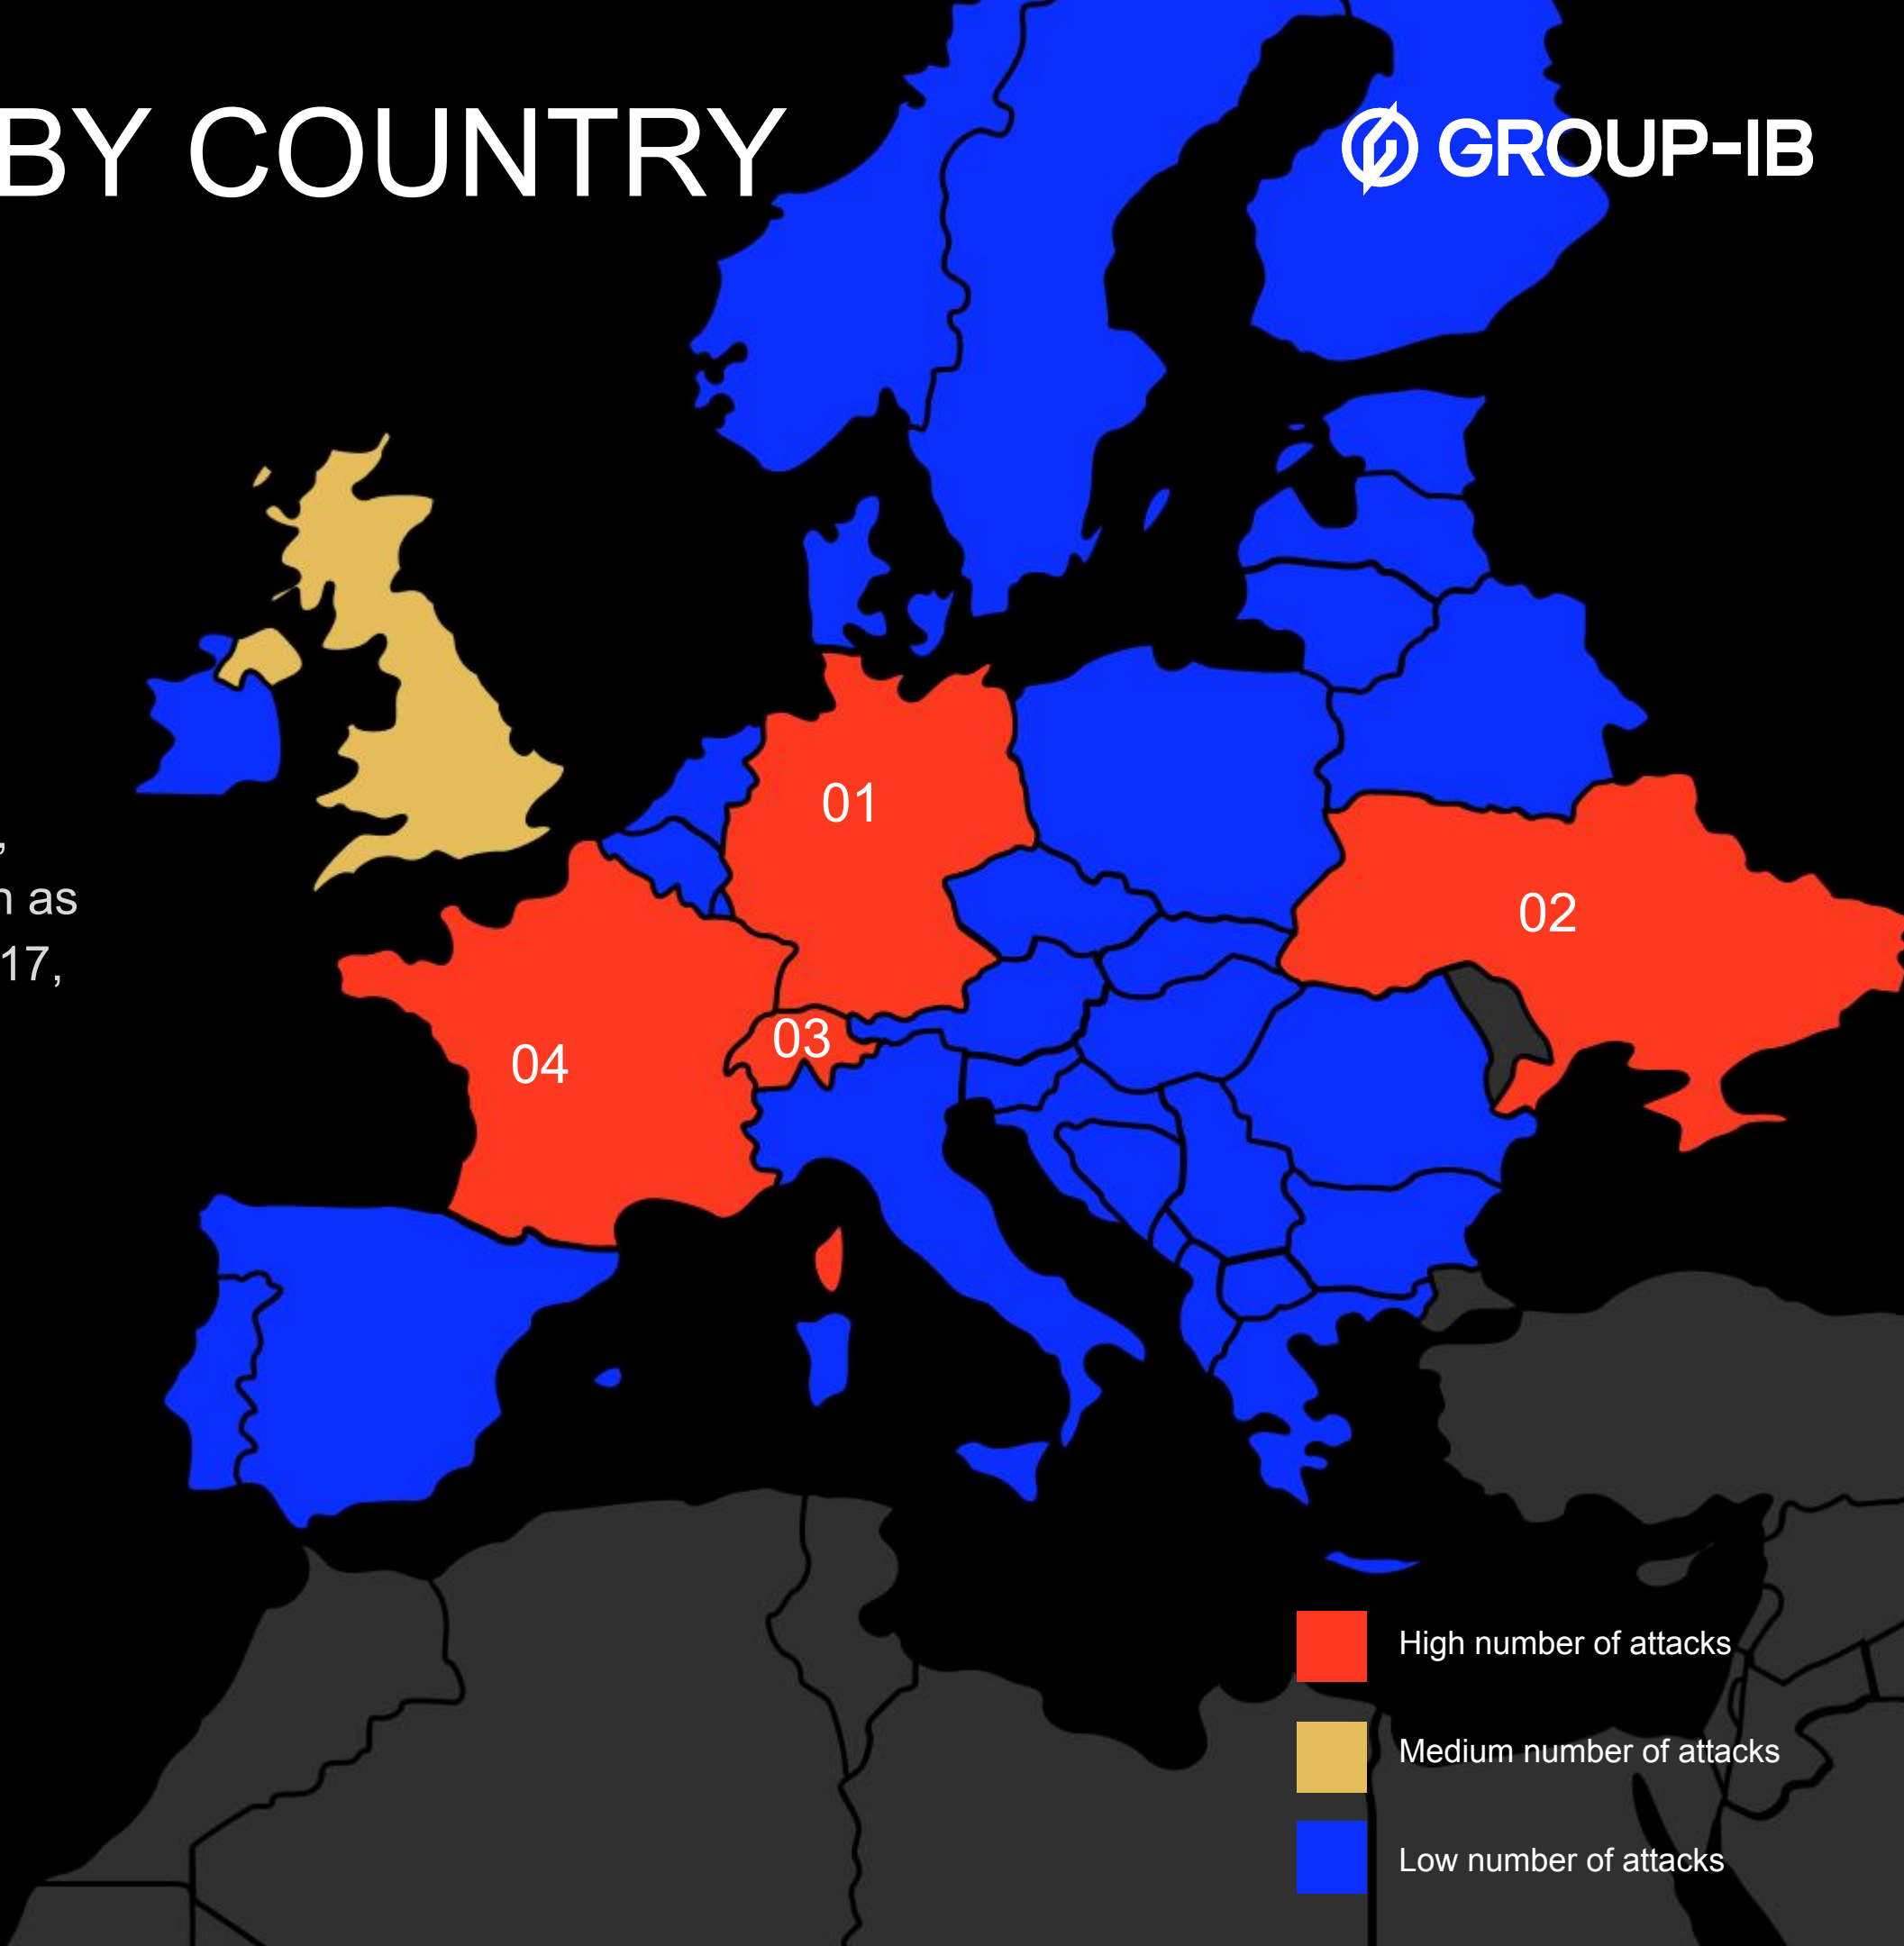 BY COUNTRY
GROUP-IB
01
,
02
as
17,
03
04
High number of attacks
Medium number of attacks
Low number of attacks